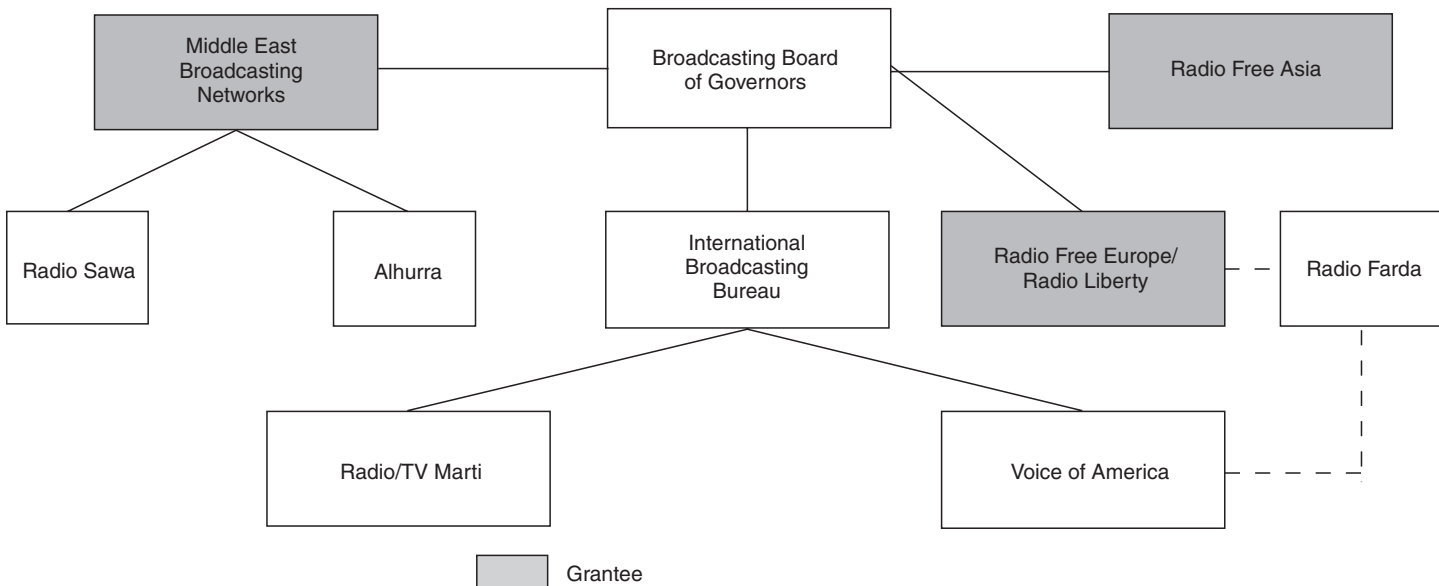 Middle East
Broadcasting
Networks
Broadcasting Board
of Governors
Radio Free Asia
Radio Sawa
Alhurra
International
Broadcasting
Bureau
Radio Free Europe/
Radio Liberty
Radio Farda
Radio/TV Marti
Voice of America
Grantee